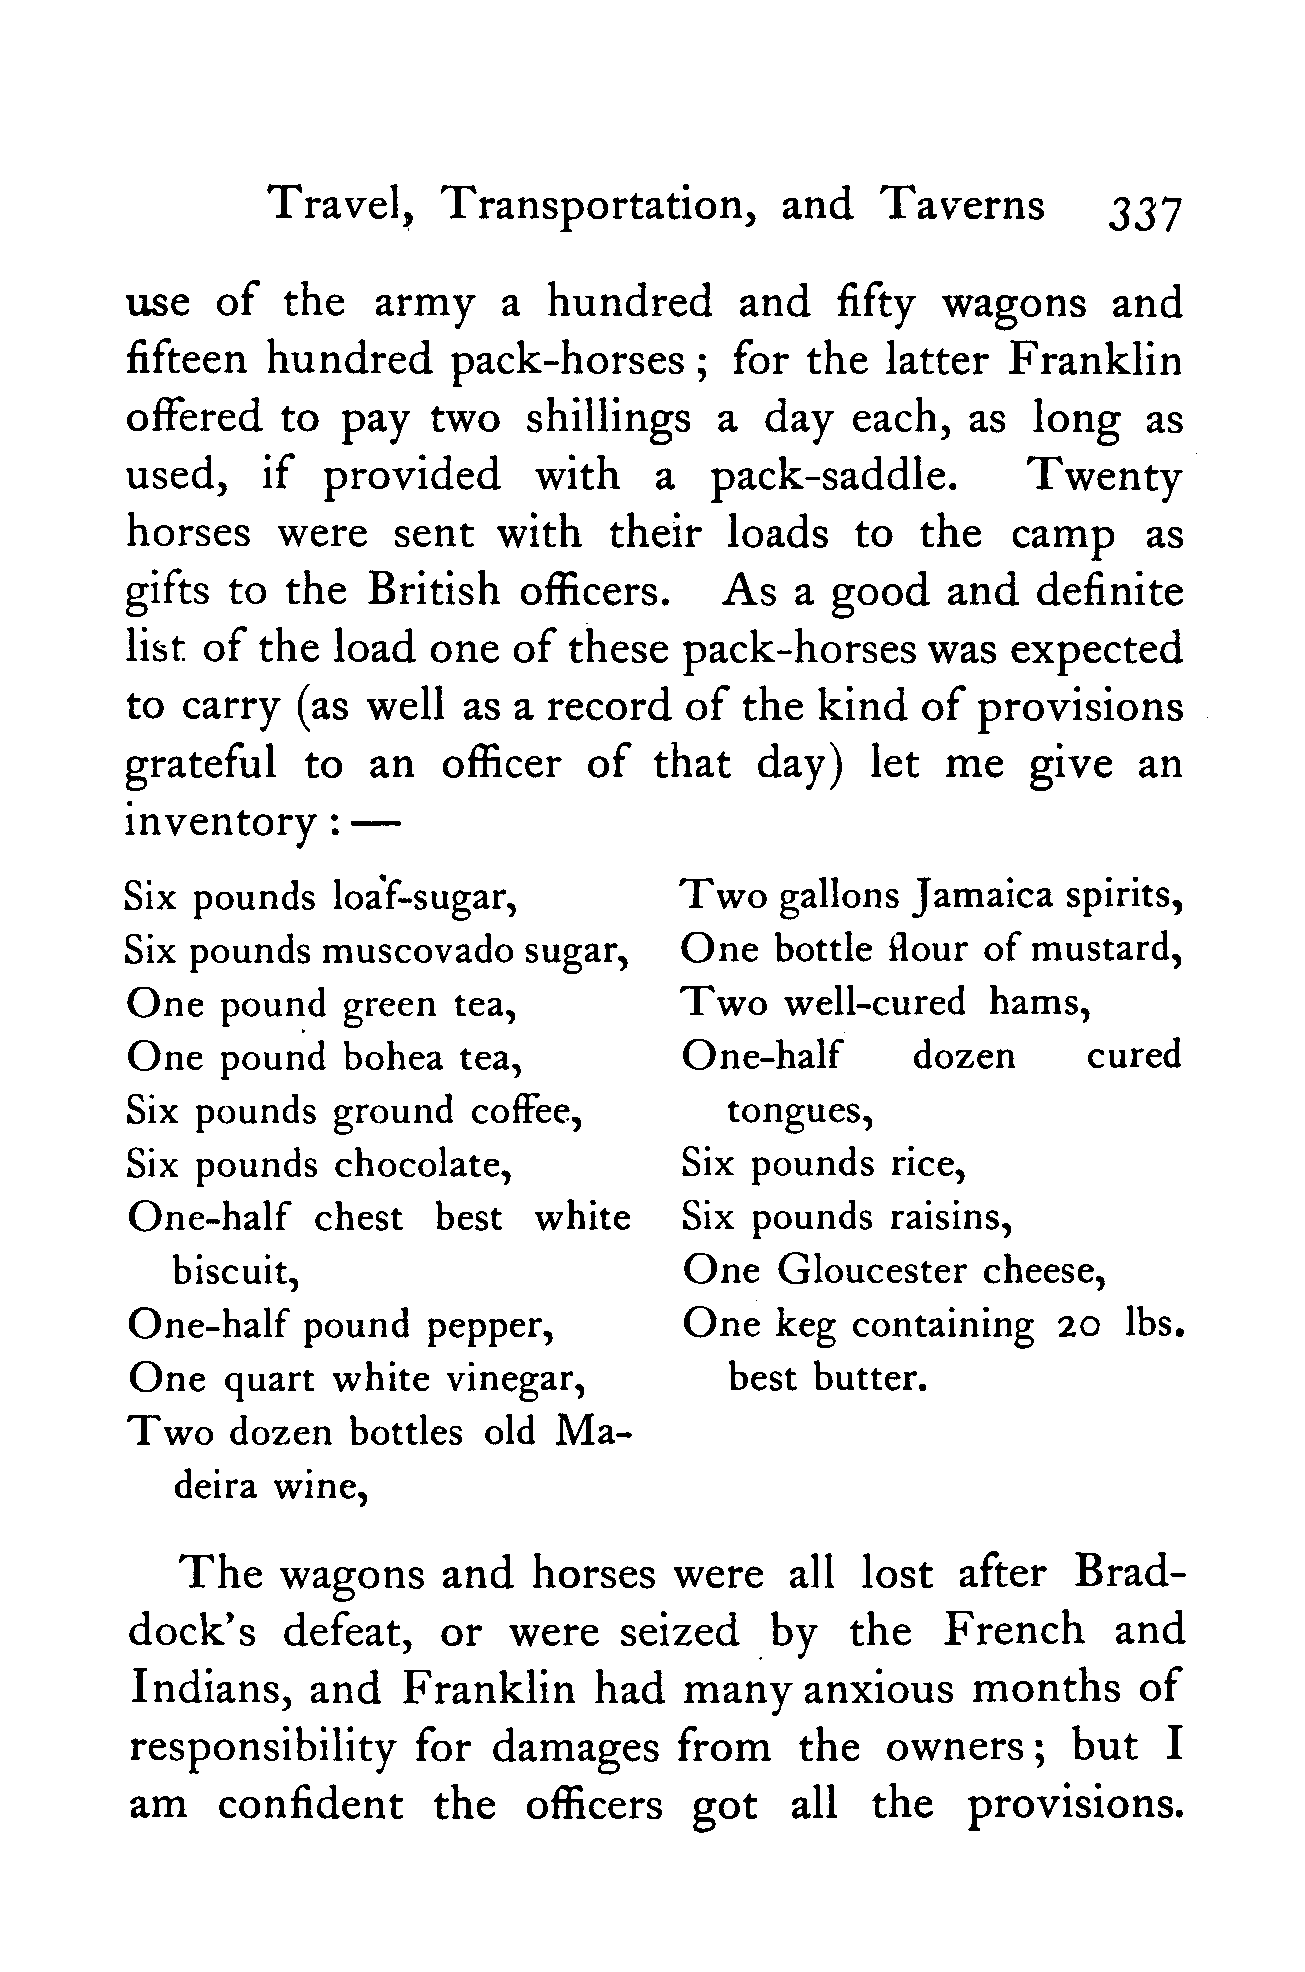 Travel, Transportation, and Taverns 337
use of the army a hundred and fifty wagons and
fifteen hundred pack-horses ; for the latter Franklin
offered to pay two shillings a day each, as long as
used, if provided with a pack-saddle. Twenty
horses were sent with their loads to the camp as
gifts to the British officers. As a good and definite
list of the load one of these pack-horses was expected
to carry (as well as a record of the kind of provisions
grateful to an officer of that day) let me give an
inventory : —
Six pounds loaf-sugar,
Six pounds muscovado sugar,
One pound green tea,
One pound bohea tea,
Six pounds ground coffee,
Six pounds chocolate,
One-half chest best white
biscuit,
One-half pound pepper,
One quart white vinegar,
Two dozen bottles old Ma-
deira wine,
Two gallons Jamaica spirits,
One bottle flour of mustard,
Two well-cured hams,
One-half dozen cured
tongues,
Six pounds rice,
Six pounds raisins,
One Gloucester cheese,
One keg containing 20 lbs.
best butter.
The wagons and horses were all lost after Brad-
dock's defeat, or were seized by the French and
Indians, and Franklin had many anxious months of
responsibility for damages from the owners ; but I
am confident the officers got all the provisions.